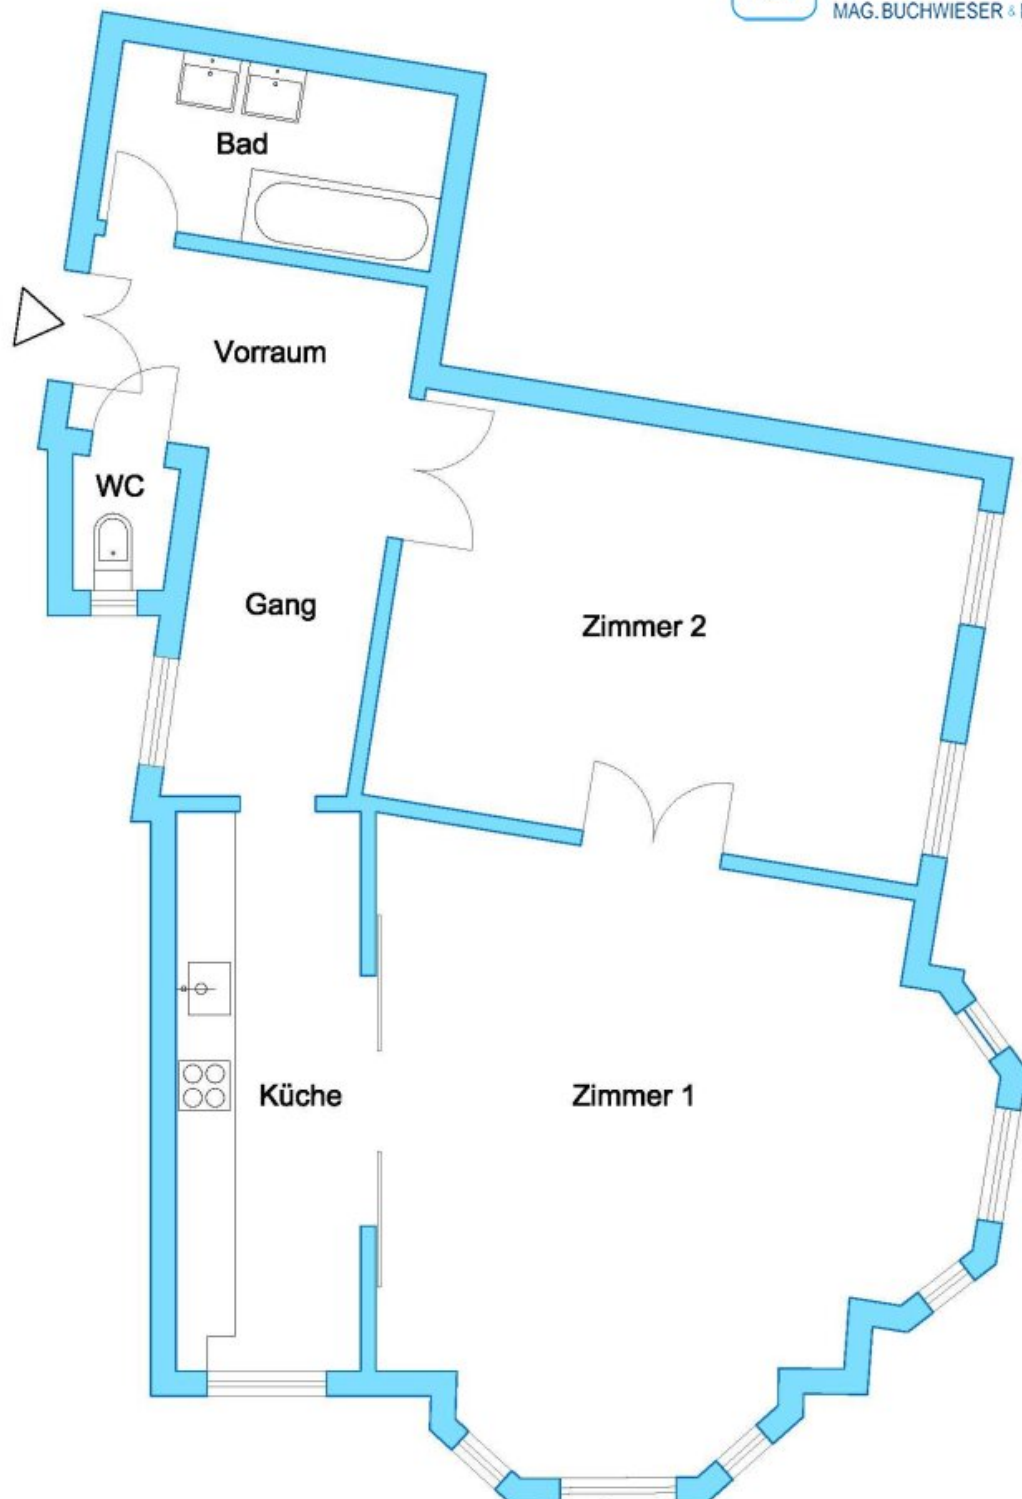 MAG.BUCHWIESER &
Bad
Vorraum
WC
Gang
Zimmer 2
Küche
Zimmer 1